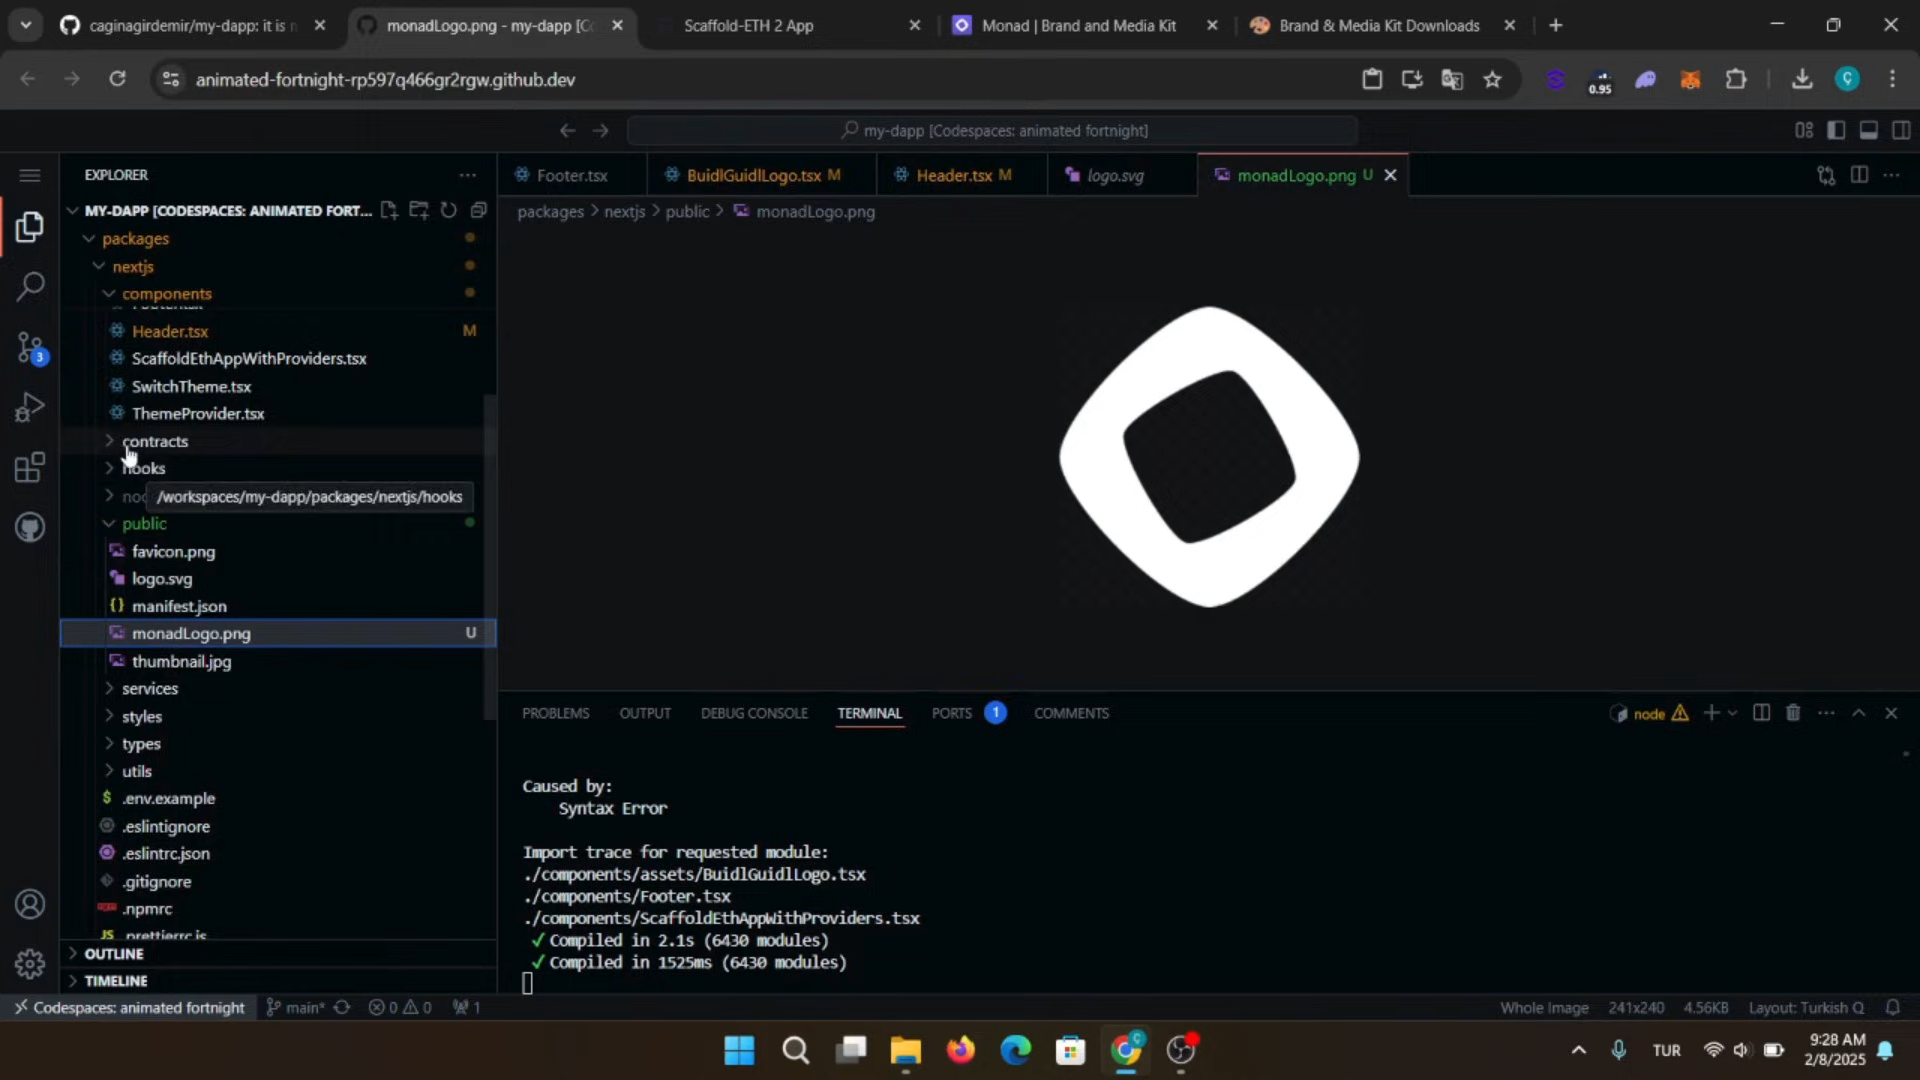 caginagirdemir/my-dapp: it is n
monadLogo.png - my-dapp [Co
Scaffold-ETH 2 App
Monad | Brand and Media Kit
Brand & Media Kit Downloads
animated-fortnight-rp597q466gr2rgw.github.dev
0.95
Ç
my-dapp [Codespaces: animated fortnight]
EXPLORER
MY-DAPP [CODESPACES: ANIMATED FORT...
packages
nextjs
components
Header.tsx M
ScaffoldEthAppWithProviders.tsx
SwitchTheme.tsx
ThemeProvider.tsx
contracts
hooks
/workspaces/my-dapp/packages/nextjs/hooks
public
favicon.png
logo.svg
manifest.json
monadLogo.png U
thumbnail.jpg
services
styles
types
utils
.env.example
.eslintignore
.eslintrc.json
.gitignore
.npmrc
.prettierrc.js
OUTLINE
TIMELINE
3
Footer.tsx
BuidlGuidlLogo.tsx M
Header.tsx M
logo.svg
monadLogo.png U
packages > nextjs > public > monadLogo.png
PROBLEMS
OUTPUT
DEBUG CONSOLE
TERMINAL
PORTS 1
COMMENTS
node
Caused by:
Syntax Error
Import trace for requested module:
./components/assets/BuidlGuidlLogo.tsx
./components/Footer.tsx
./components/ScaffoldEthAppWithProviders.tsx
✓ Compiled in 2.1s (6430 modules)
✓ Compiled in 1525ms (6430 modules)
Codespaces: animated fortnight
main*
0
0
1
Whole Image
241x240
4.56KB
Layout: Turkish Q
TUR
9:28 AM
2/8/2025